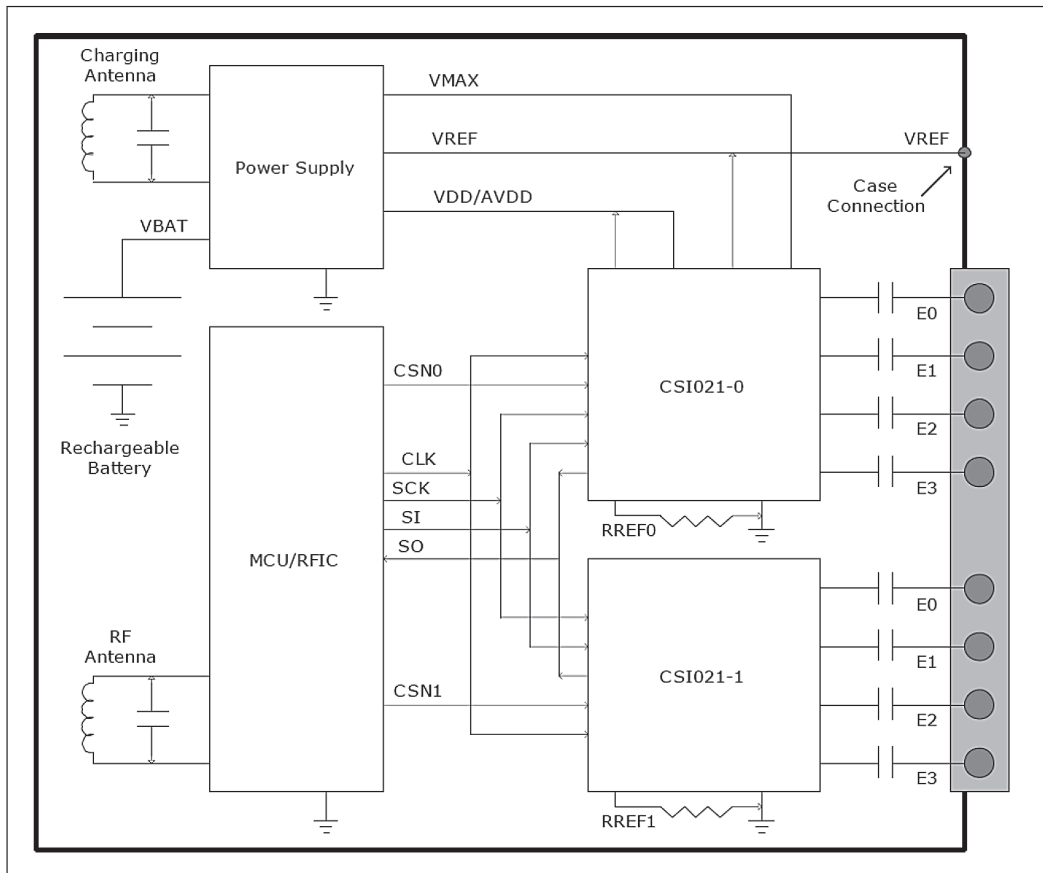 Charging
Antenna
VMAX
VREF
VREF
Power Supply
Case
Connection
VDD/AVDD
VBAT
E0
CSN0
E1
CSI021-0
E2
Rechargeable
Battery
CLK
E3
SCK
SI
RREF0
SO
MCU/RFIC
E0
RF
Antenna
E1
CSI021-1
CSN1
E2
E3
RREF1